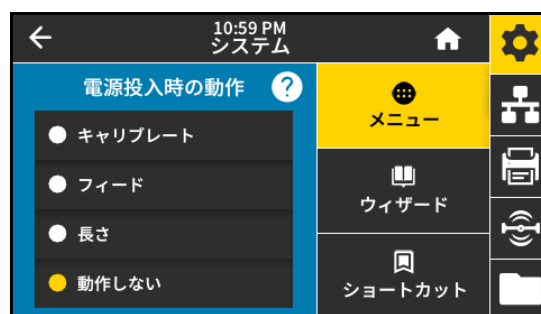 10:59 PM
システム
電源投入時の動作
?
キャリブレート
フィード
長さ
動作しない
メニュー
ウィザード
ショートカット